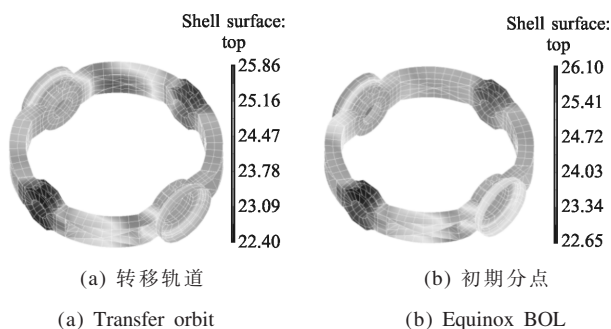 Shell surface:
top
25.86
25.16
24.47
23.78
23.09
22.40
(a) 转移轨道
(a) Transfer orbit
Shell surface:
top
26.10
25.41
24.72
24.03
23.34
22.65
(b) 初期分点
(b) Equinox BOL